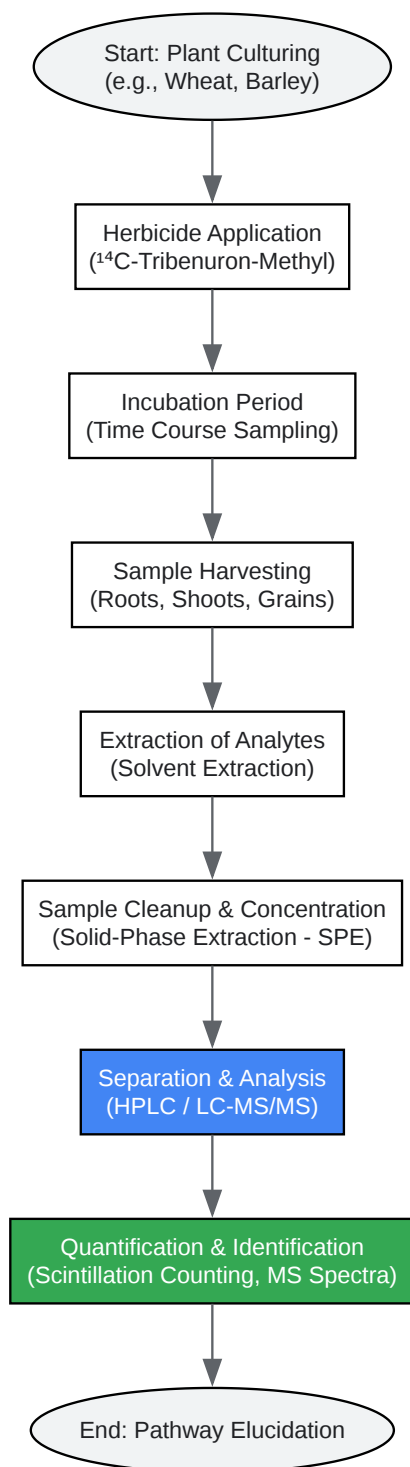 Start: Plant Culturing
(e.g., Wheat, Barley)
Herbicide Application
(¹⁴C-Tribenuron-Methyl)
Incubation Period
(Time Course Sampling)
Sample Harvesting
(Roots, Shoots, Grains)
Extraction of Analytes
(Solvent Extraction)
Sample Cleanup & Concentration
(Solid-Phase Extraction - SPE)
Separation & Analysis
(HPLC / LC-MS/MS)
Quantification & Identification
(Scintillation Counting, MS Spectra)
End: Pathway Elucidation